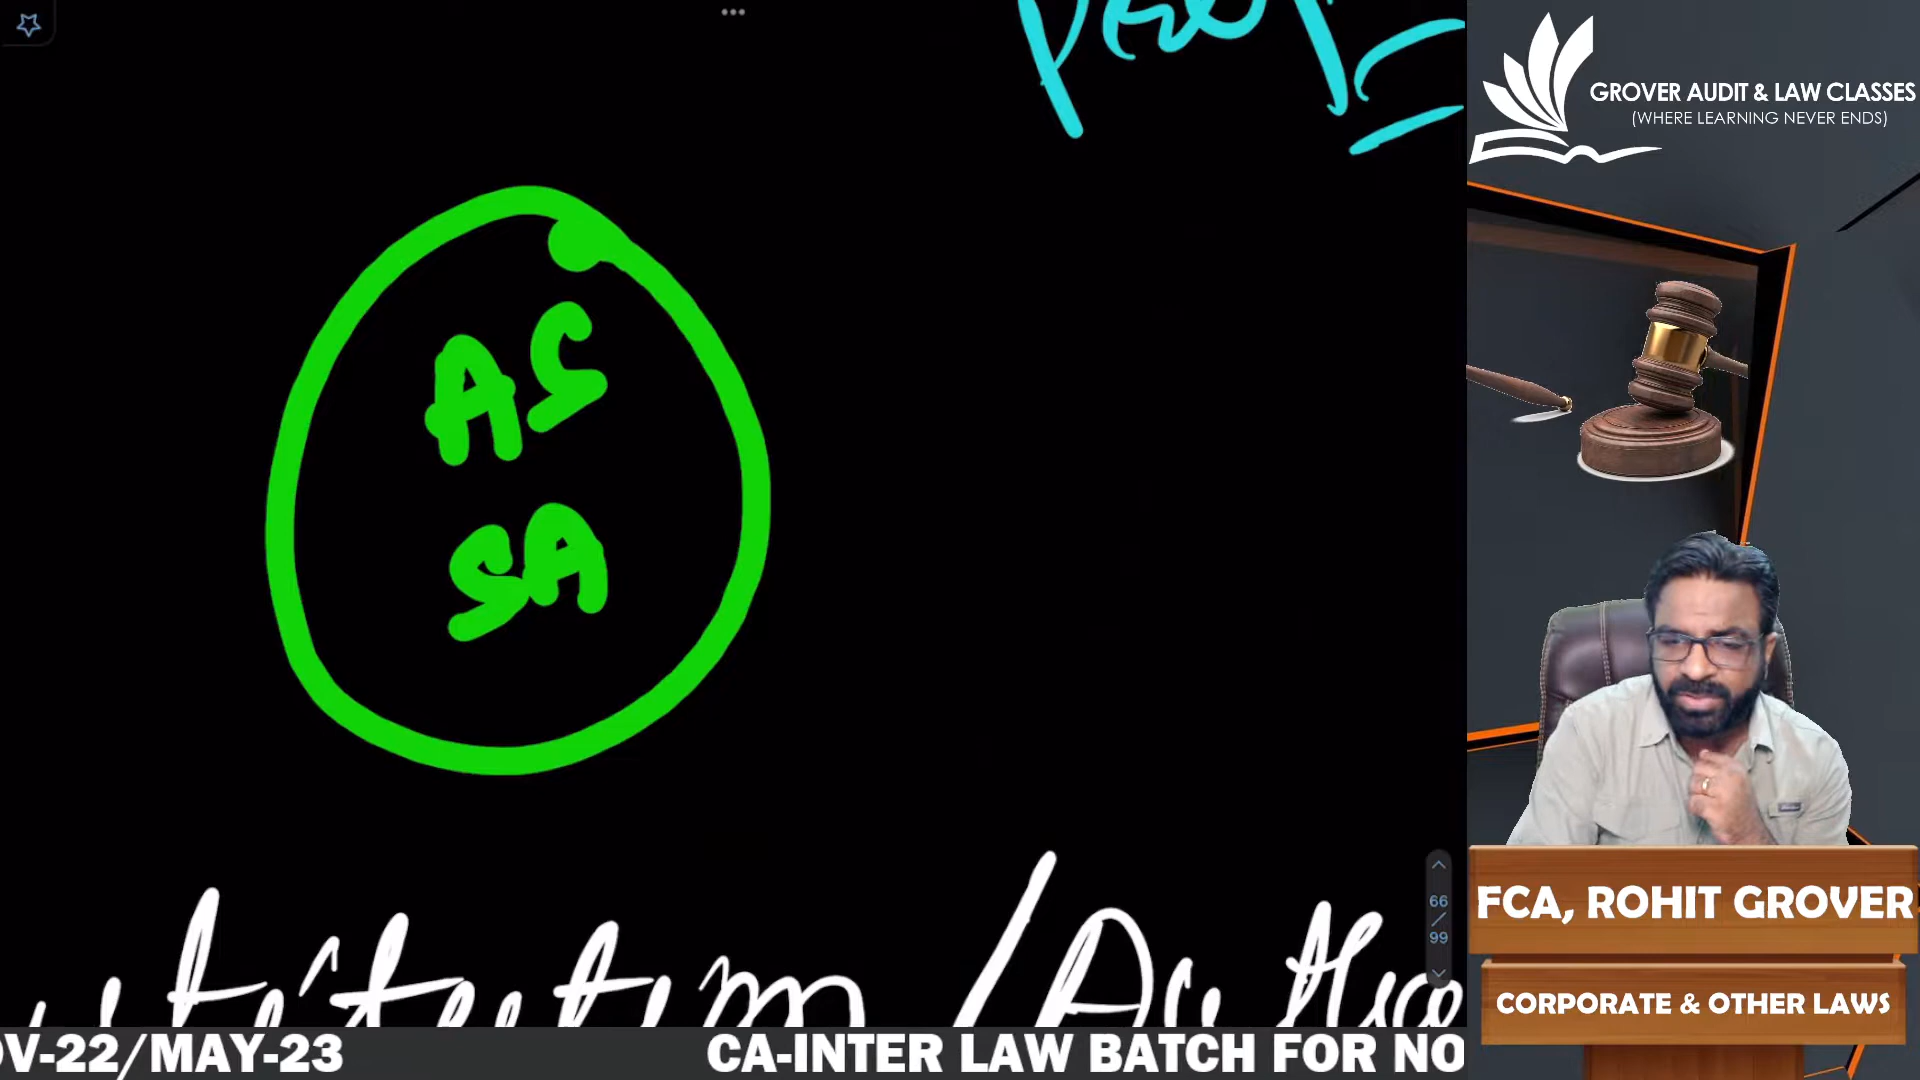 GROVER AUDIT & LAW CLASSES
(WHERE LEARNING NEVER ENDS)
AS
SA
66
99
FCA, ROHIT GROVER
CORPORATE & OTHER LAWS
OV-22/MAY-23 CA-INTER LAW BATCH FOR NO